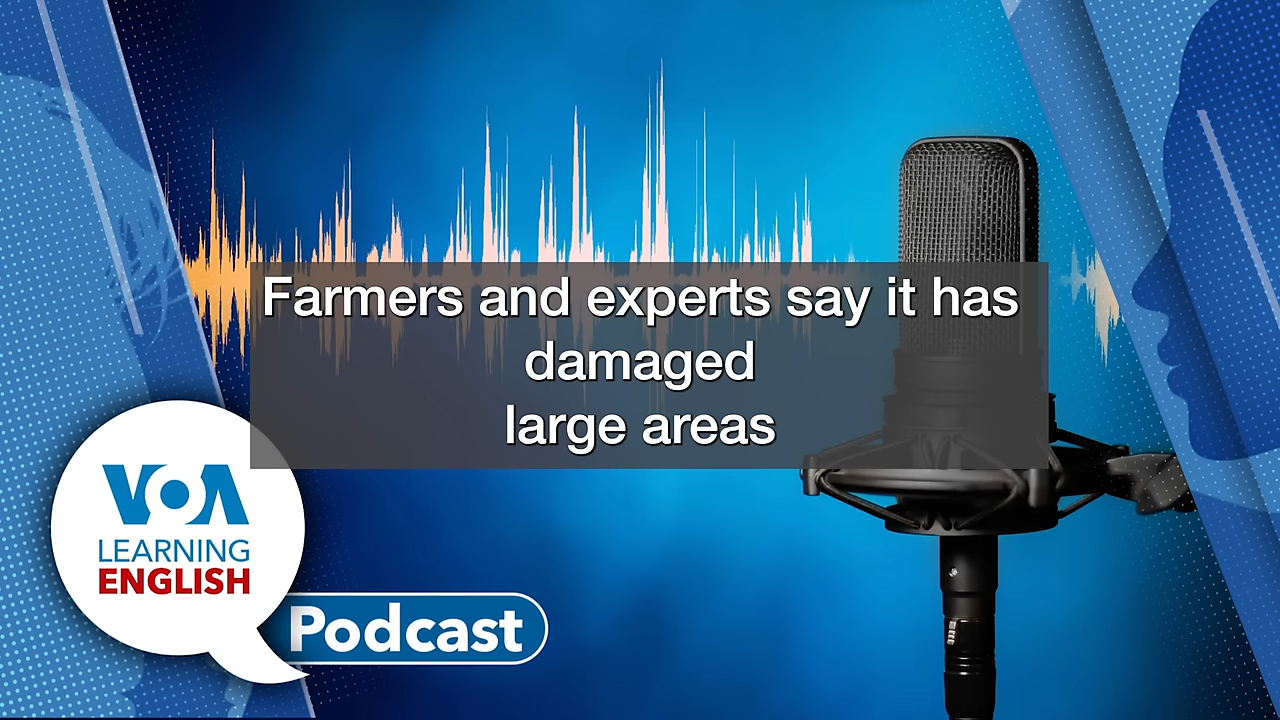 Farmers and experts say it has
damaged
large areas
VOA
LEARNING
ENGLISH
Podcast